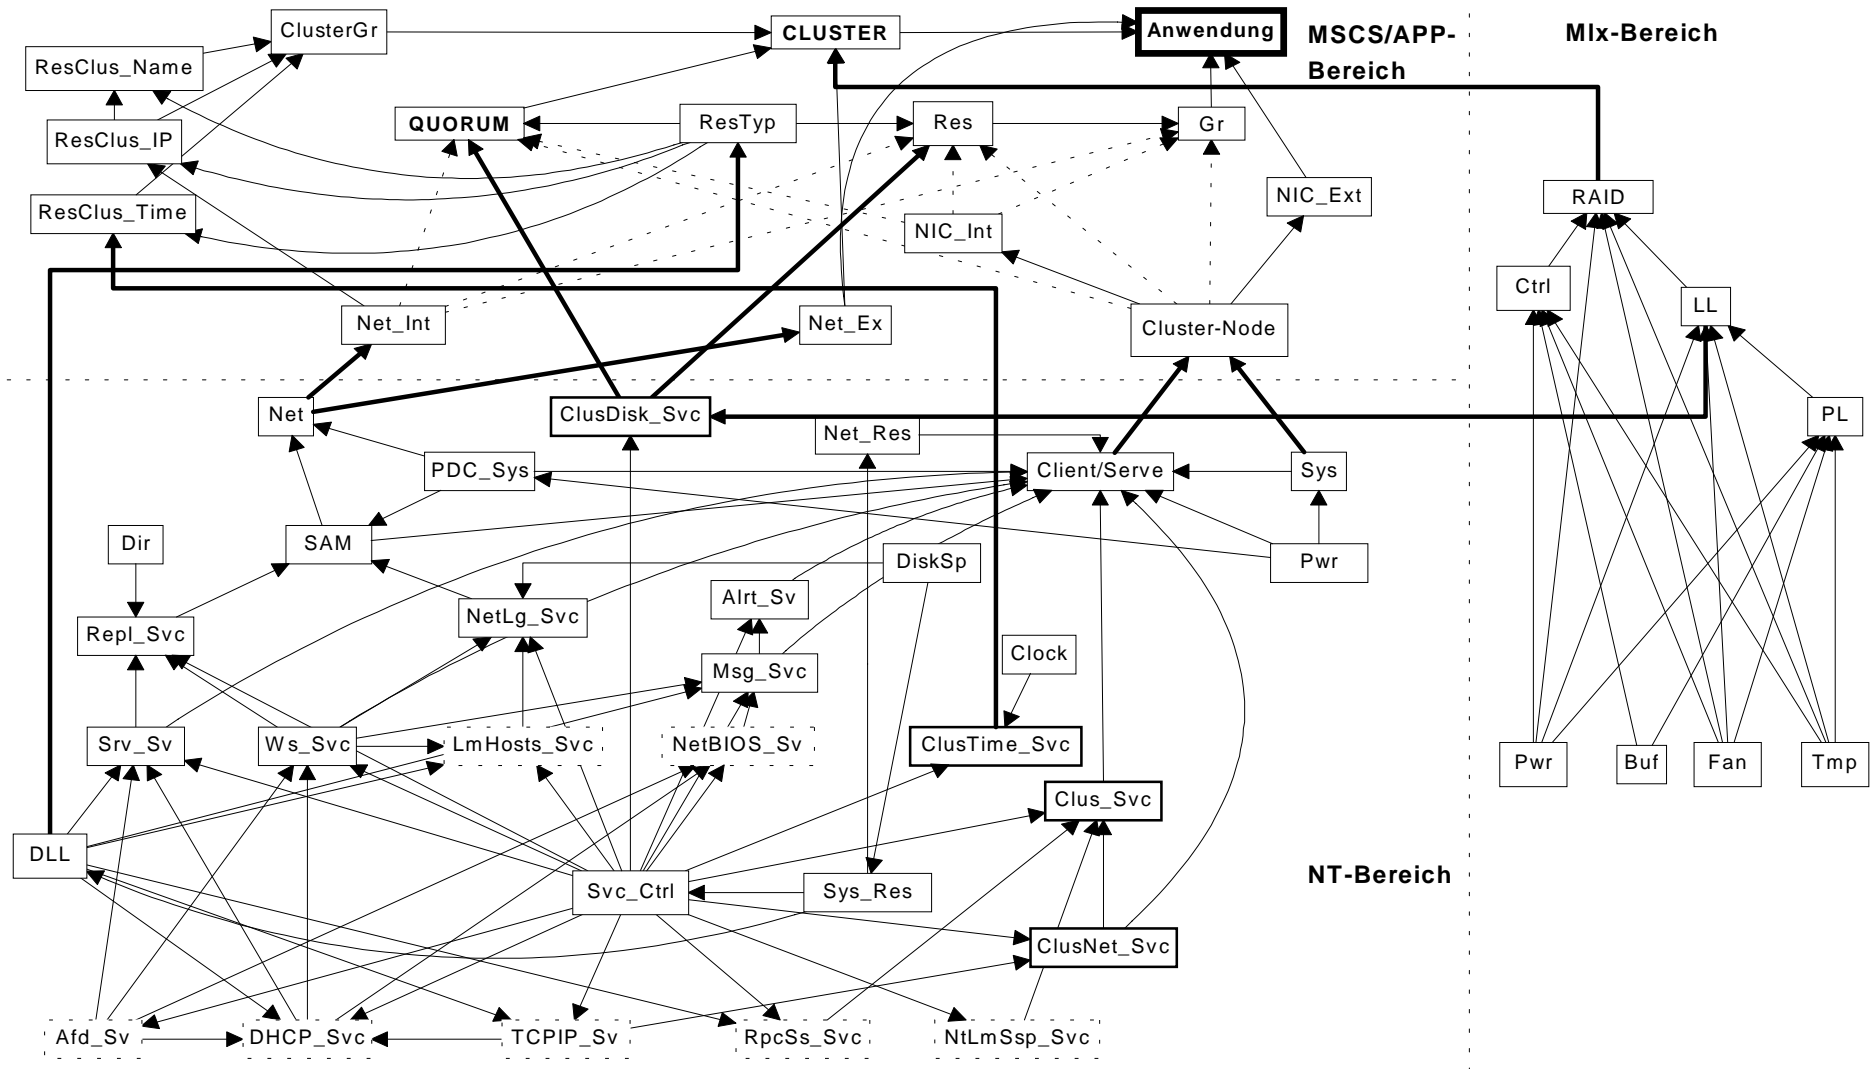 ClusterGr
CLUSTER
Anwendung
MSCS/APP-
Bereich
Mlx-Bereich
ResClus_Name
QUORUM
ResTyp
Res
Gr
ResClus_IP
ResClus_Time
NIC_Int
NIC_Ext
RAID
Net_Int
Net_Ex
Cluster-Node
Ctrl
LL
Net
ClusDisk_Svc
Net_Res
PL
PDC_Sys
Client/Serve
Sys
Dir
SAM
DiskSp
Pwr
Alrt_Sv
Repl_Svc
NetLg_Svc
Clock
Msg_Svc
Srv_Sv
Ws_Svc
LmHosts_Svc
NetBIOS_Sv
ClusTime_Svc
Pwr
Buf
Fan
Tmp
Clus_Svc
DLL
Svc_Ctrl
Sys_Res
NT-Bereich
ClusNet_Svc
Afd_Sv
DHCP_Svc
TCPIP_Sv
RpcSs_Svc
NtLmSsp_Svc